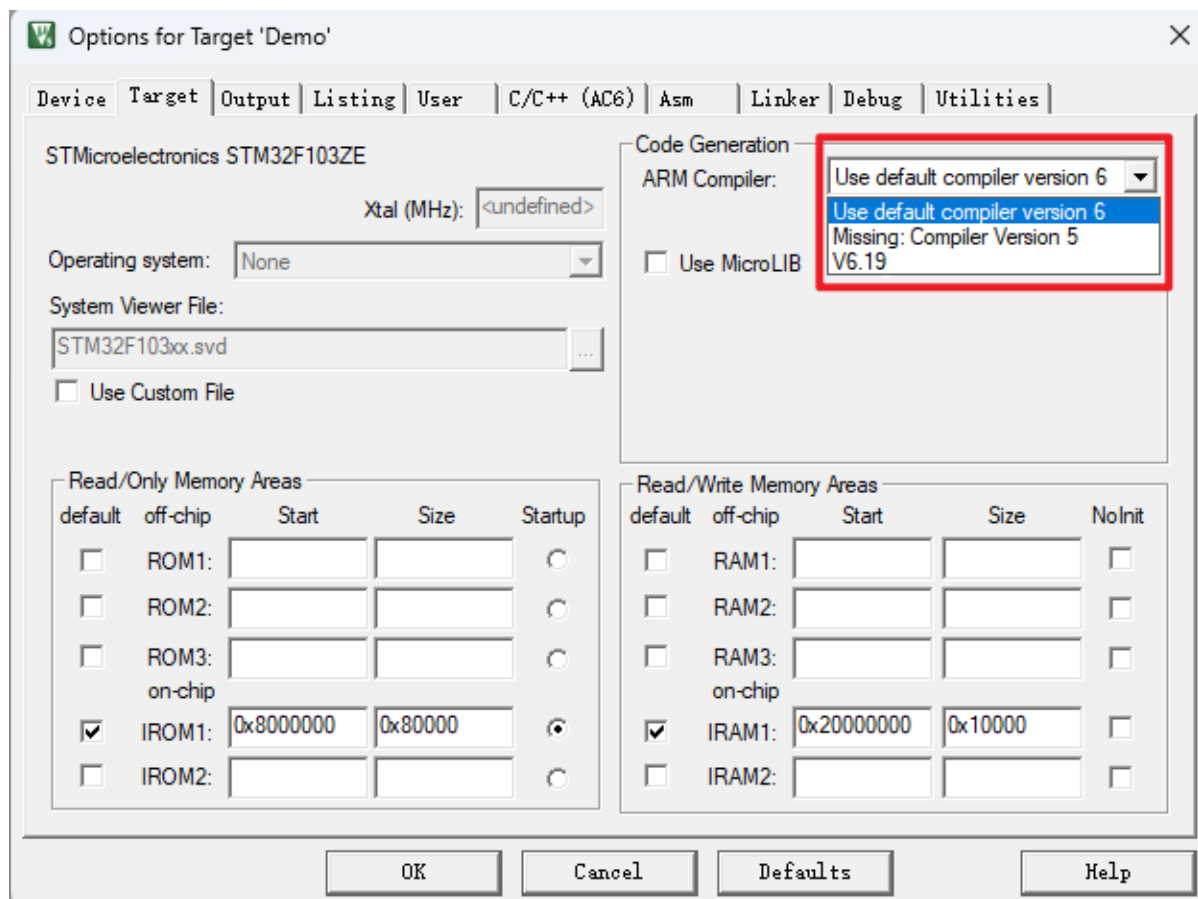 Options for Target 'Demo'
Device Target Output Listing User C/C++ (AC6) Asm Linker Debug Utilities
STMicroelectronics STM32F103ZE
Xtal (MHz): <undefined>
Operating system: None
System Viewer File:
STM32F103xx.svd ...
Use Custom File
Code Generation
ARM Compiler: Use default compiler version 6
Use default compiler version 6
Missing: Compiler Version 5
V6.19
Use MicroLIB
Read/Only Memory Areas
default off-chip Start Size Startup
ROM1:
ROM2:
ROM3:
on-chip
IROM1: 0x8000000 0x80000
IROM2:
Read/Write Memory Areas
default off-chip Start Size NoInit
RAM1:
RAM2:
RAM3:
on-chip
IRAM1: 0x20000000 0x10000
IRAM2:
OK Cancel Defaults Help